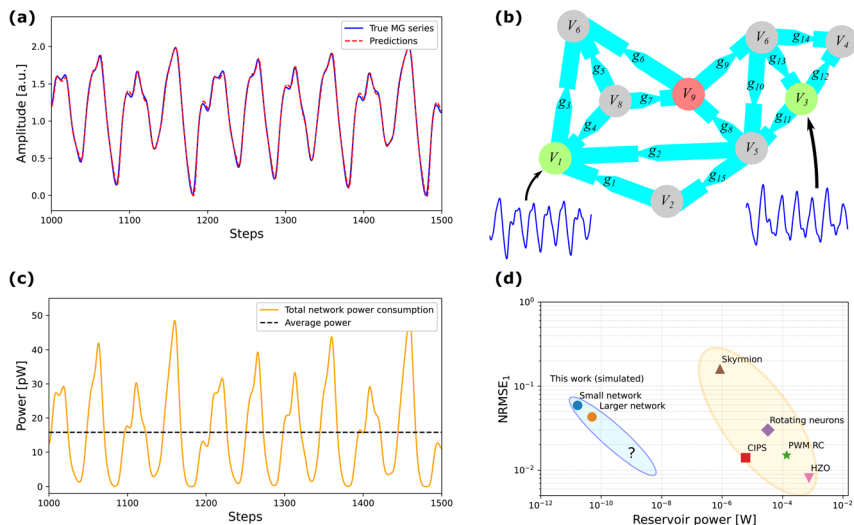 (a)
True MG series
Predictions
2.0
1.5
1.0
0.5
0.0
Amplitude [a.u.]
1000 1100 1200 1300 1400 1500
Steps
(b)
V6 V6 V4
g14
g6 g9 g13
g5 g12
g3 g10
V8 g7 V9 V3
g4 g8 g11
V1 g2 V5
g1 g15
V2
(c)
Total network power consumption
Average power
50
40
30
20
10
0
Power [pW]
1000 1100 1200 1300 1400 1500
Steps
(d)
10⁰
10⁻¹
10⁻²
NRMSE₁
Skyrmion
This work (simulated)
Small network
Larger network
Rotating neurons
CIPS
PWM RC
HZO
?
10⁻¹² 10⁻¹⁰ 10⁻⁸ 10⁻⁶ 10⁻⁴ 10⁻²
Reservoir power [W]